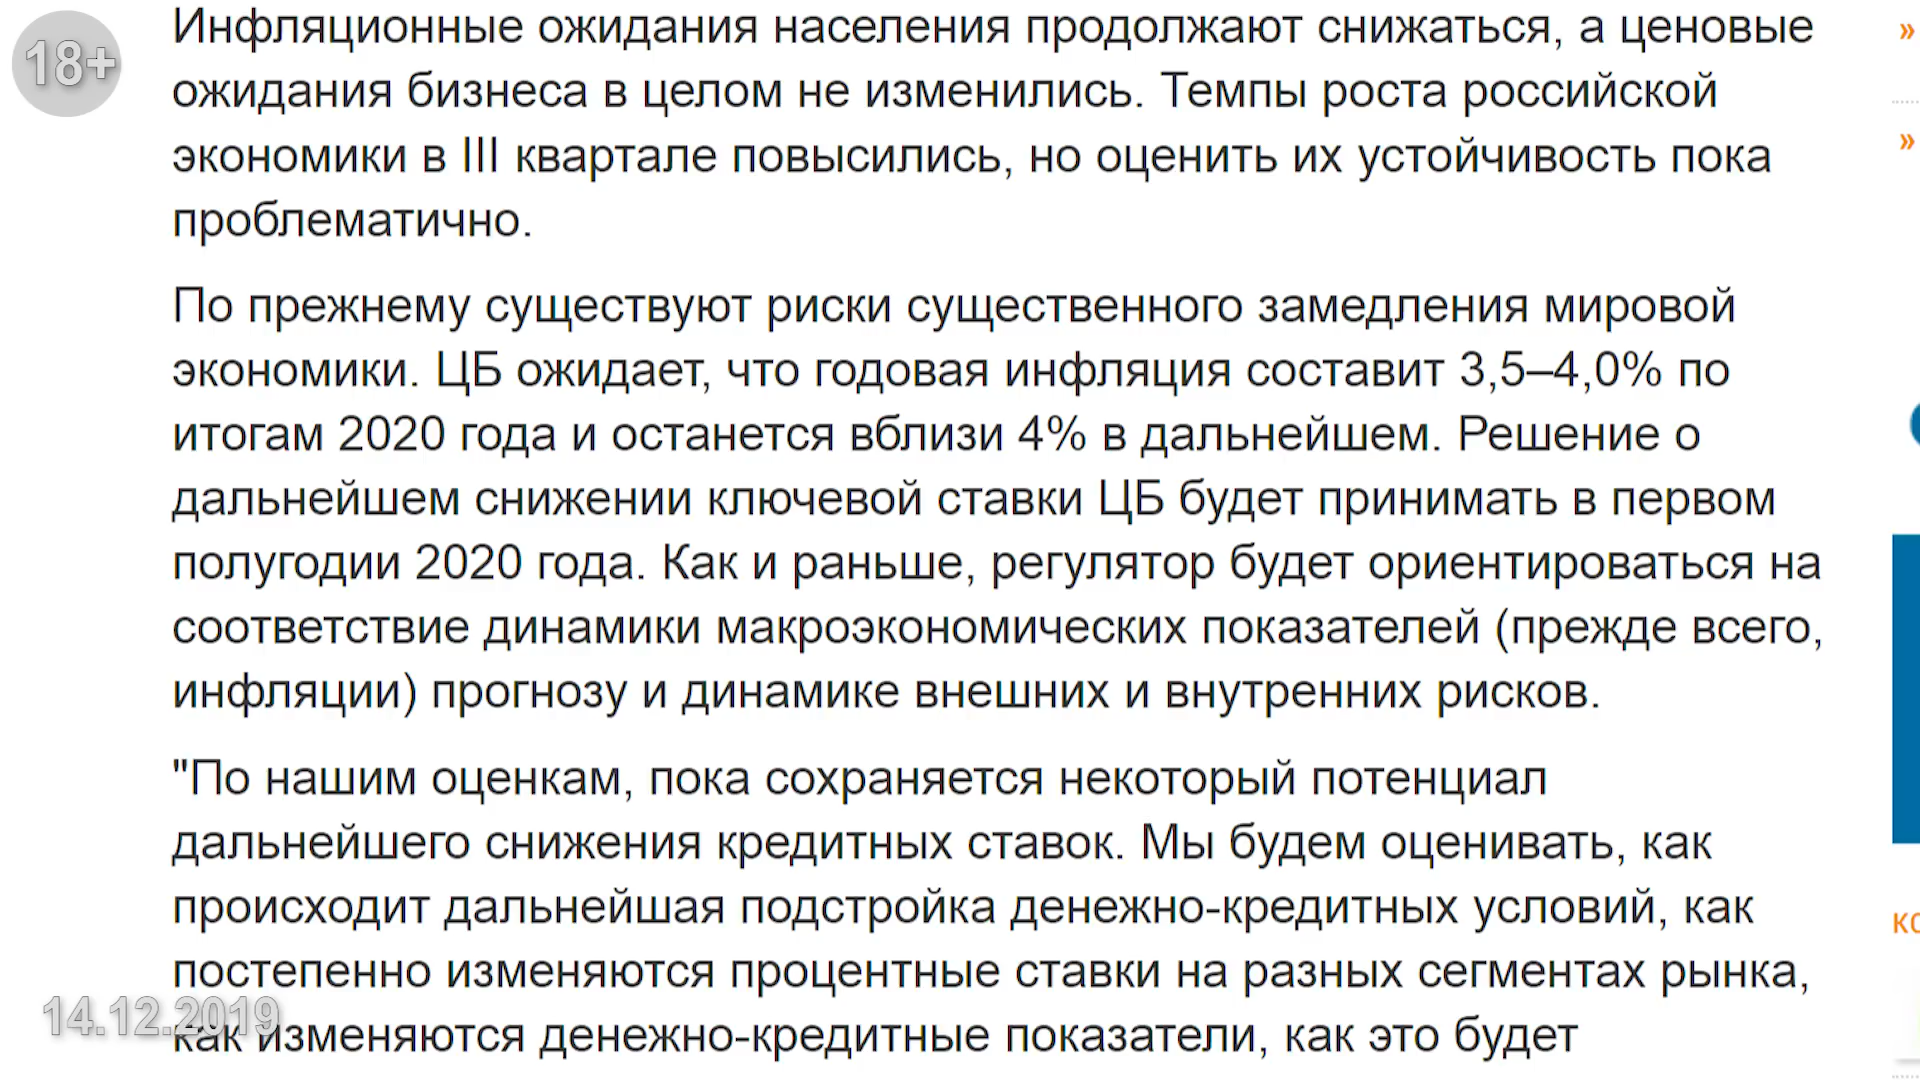 18+
Инфляционные ожидания населения продолжают снижаться, а ценовые
ожидания бизнеса в целом не изменились. Темпы роста российской
экономики в III квартале повысились, но оценить их устойчивость пока
проблематично.
По прежнему существуют риски существенного замедления мировой
экономики. ЦБ ожидает, что годовая инфляция составит 3,5–4,0% по
итогам 2020 года и останется вблизи 4% в дальнейшем. Решение о
дальнейшем снижении ключевой ставки ЦБ будет принимать в первом
полугодии 2020 года. Как и раньше, регулятор будет ориентироваться на
соответствие динамики макроэкономических показателей (прежде всего,
инфляции) прогнозу и динамике внешних и внутренних рисков.
"По нашим оценкам, пока сохраняется некоторый потенциал
дальнейшего снижения кредитных ставок. Мы будем оценивать, как
происходит дальнейшая подстройка денежно-кредитных условий, как
постепенно изменяются процентные ставки на разных сегментах рынка,
как изменяются денежно-кредитные показатели, как это будет
14.12.2019
»
»